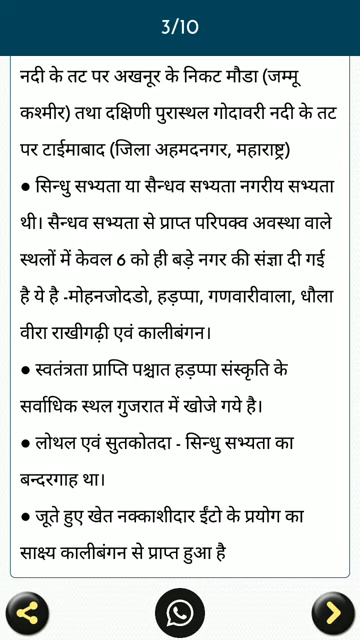 3/10
नदी के तट पर अखनूर के निकट मौडा (जम्मू
कश्मीर) तथा दक्षिणी पुरास्थल गोदावरी नदी के तट
पर टाईमाबाद (जिला अहमदनगर, महाराष्ट्र)
● सिन्धु सभ्यता या सैन्धव सभ्यता नगरीय सभ्यता
थी। सैन्धव सभ्यता से प्राप्त परिपक्व अवस्था वाले
स्थलों में केवल 6 को ही बड़े नगर की संज्ञा दी गई
है ये है -मोहनजोदडो, हड़प्पा, गणवारीवाला, धौला
वीरा राखीगढ़ी एवं कालीबंगन।
● स्वतंत्रता प्राप्ति पश्चात हड़प्पा संस्कृति के
सर्वाधिक स्थल गुजरात में खोजे गये है।
● लोथल एवं सुतकोतदा - सिन्धु सभ्यता का
बन्दरगाह था।
● जूते हुए खेत नक्काशीदार ईंटो के प्रयोग का
साक्ष्य कालीबंगन से प्राप्त हुआ है